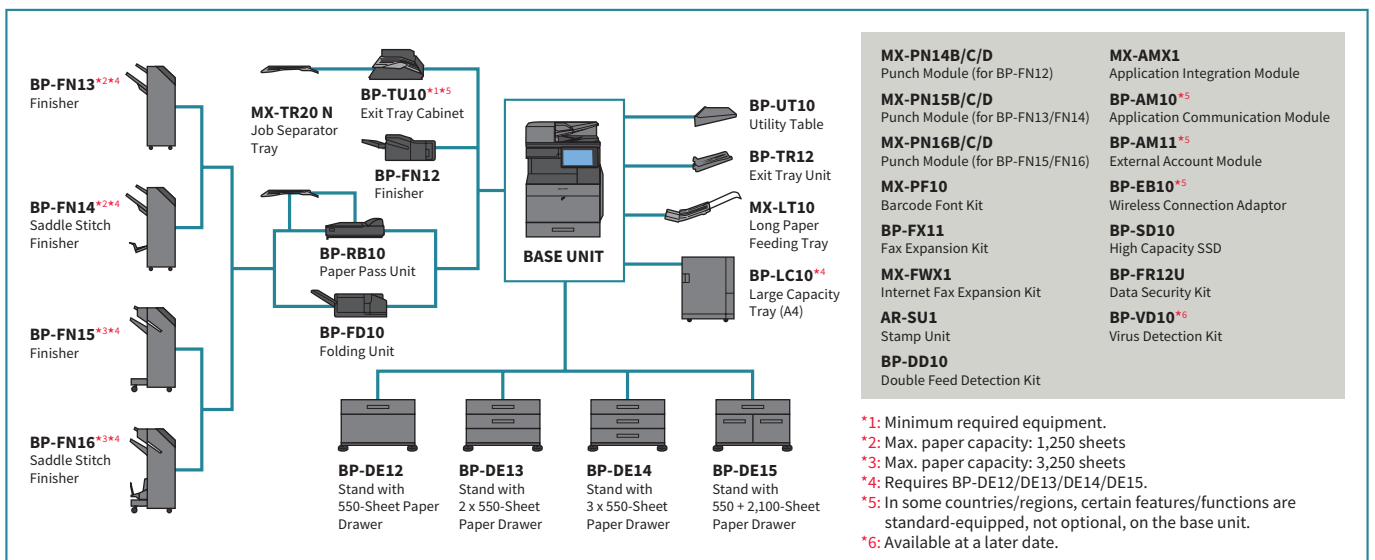 BP-FN13*2*4
Finisher
BP-FN14*2*4
Saddle Stitch
Finisher
BP-FN15*3*4
Finisher
BP-FN16*3*4
Saddle Stitch
Finisher
MX-TR20 N
Job Separator
Tray
BP-TU10*1*5
Exit Tray Cabinet
BP-FN12
Finisher
BP-RB10
Paper Pass Unit
BP-FD10
Folding Unit
BASE UNIT
BP-UT10
Utility Table
BP-TR12
Exit Tray Unit
MX-LT10
Long Paper
Feeding Tray
BP-LC10*4
Large Capacity
Tray (A4)
BP-DE12
Stand with
550-Sheet Paper
Drawer
BP-DE13
Stand with
2 x 550-Sheet
Paper Drawer
BP-DE14
Stand with
3 x 550-Sheet
Paper Drawer
BP-DE15
Stand with
550 + 2,100-Sheet
Paper Drawer
MX-PN14B/C/D
Punch Module (for BP-FN12)
MX-PN15B/C/D
Punch Module (for BP-FN13/FN14)
MX-PN16B/C/D
Punch Module (for BP-FN15/FN16)
MX-PF10
Barcode Font Kit
BP-FX11
Fax Expansion Kit
MX-FWX1
Internet Fax Expansion Kit
AR-SU1
Stamp Unit
BP-DD10
Double Feed Detection Kit
MX-AMX1
Application Integration Module
BP-AM10*5
Application Communication Module
BP-AM11*5
External Account Module
BP-EB10*5
Wireless Connection Adaptor
BP-SD10
High Capacity SSD
BP-FR12U
Data Security Kit
BP-VD10*6
Virus Detection Kit
*1: Minimum required equipment.
*2: Max. paper capacity: 1,250 sheets
*3: Max. paper capacity: 3,250 sheets
*4: Requires BP-DE12/DE13/DE14/DE15.
*5: In some countries/regions, certain features/functions are
standard-equipped, not optional, on the base unit.
*6: Available at a later date.